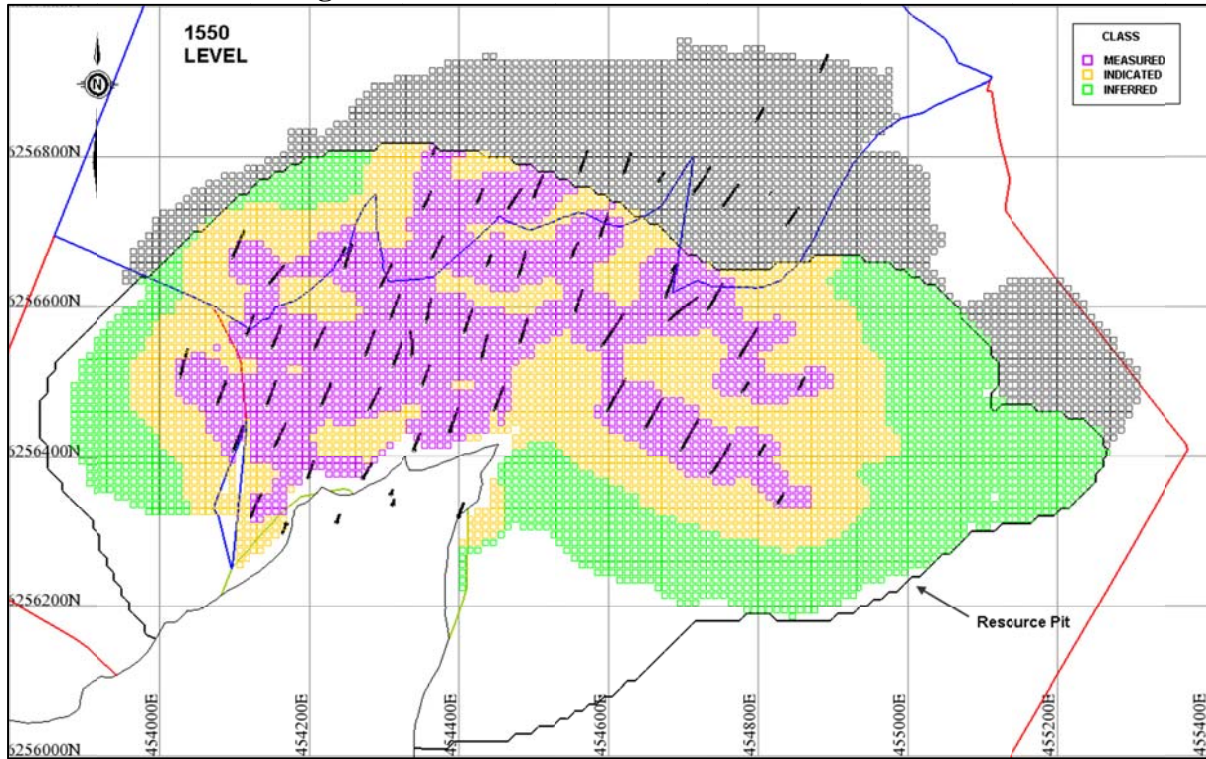 1550
LEVEL
N
CLASS
MEASURED
INDICATED
INFERRED
6256800N
6256600N
6256400N
6256200N
6256000N
Resource Pit
454000E
454200E
454400E
454600E
454800E
455000E
455200E
455400E